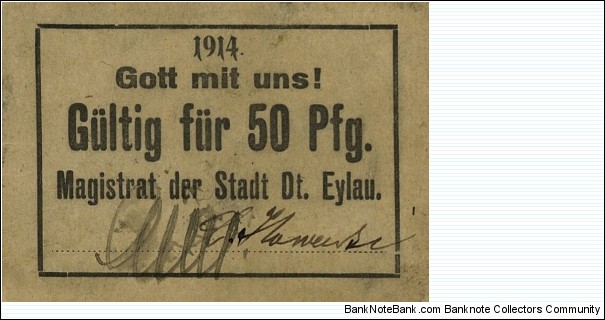 1914.
Gott mit uns!
Gültig für 50 Pfg.
Magistrat der Stadt Dt. Eylau.
BankNoteBank.com Banknote Collectors Community